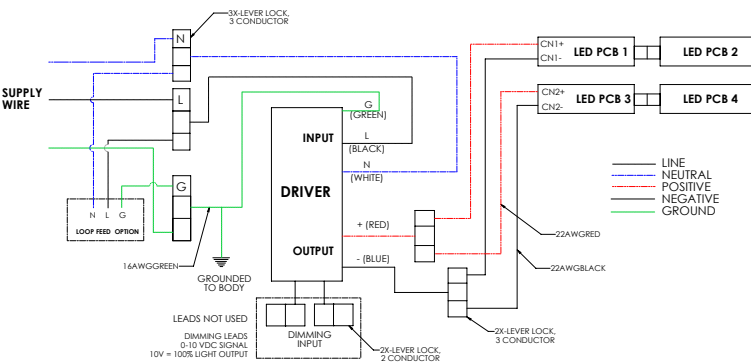 3X-LEVER LOCK,
3 CONDUCTOR
N
SUPPLY
WIRE
L
G
N L G
LOOP FEED OPTION
16AWGGREEN
GROUNDED
TO BODY
INPUT
DRIVER
OUTPUT
G
(GREEN)
L
(BLACK)
N
(WHITE)
+ (RED)
- (BLUE)
CN1+
CN1-
LED PCB 1
LED PCB 2
CN2+
CN2-
LED PCB 3
LED PCB 4
LINE
NEUTRAL
POSITIVE
NEGATIVE
GROUND
22AWGRED
22AWGBLACK
2X-LEVER LOCK,
3 CONDUCTOR
LEADS NOT USED
DIMMING LEADS
0-10 VDC SIGNAL
10V = 100% LIGHT OUTPUT
DIMMING
INPUT
2X-LEVER LOCK,
2 CONDUCTOR